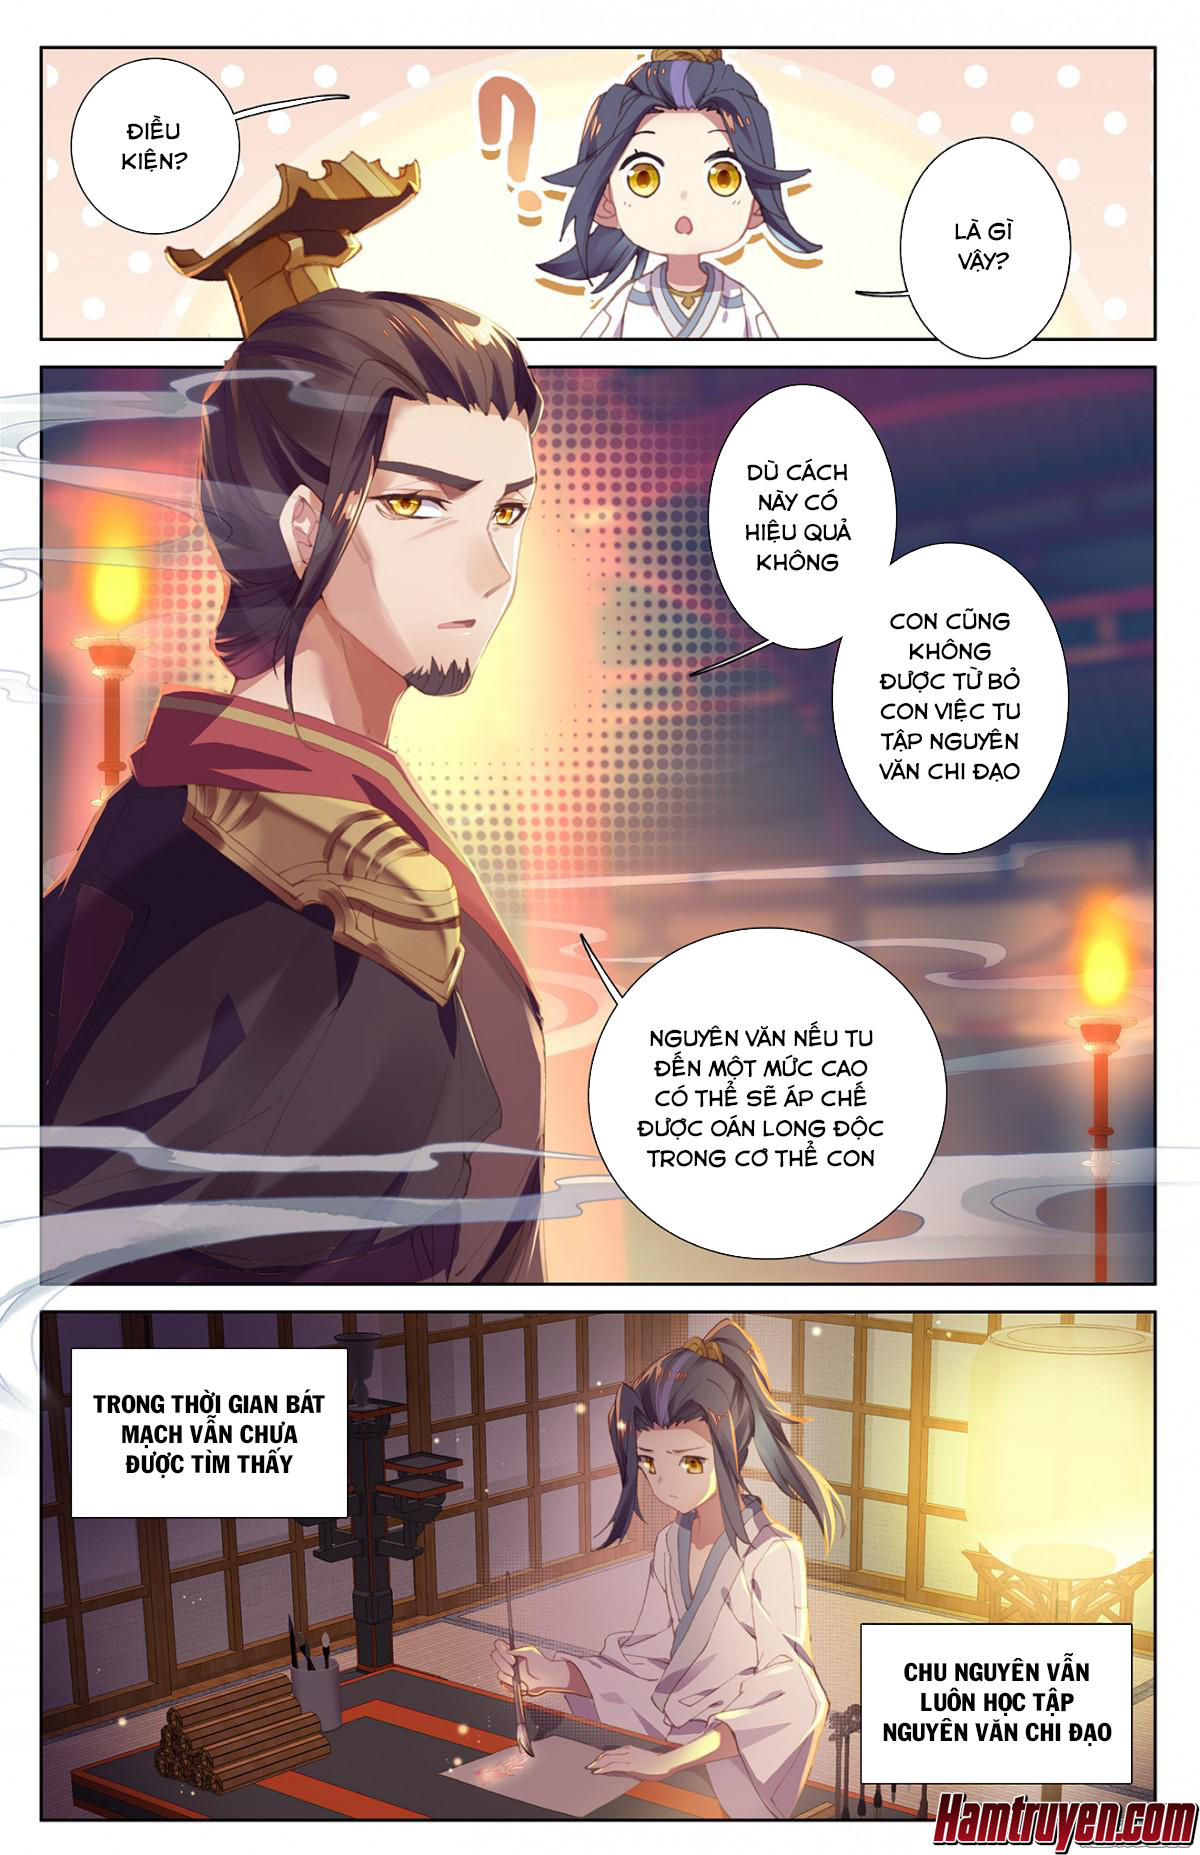 ĐIỀU
KIỆN?
LÀ GÌ
VẬY?
DÙ CÁCH
NÀY CÓ
HIỆU QUẢ
KHÔNG
CON CŨNG
KHÔNG
ĐƯỢC TỪ BỎ
CON VIỆC TU
TẬP NGUYÊN
VĂN CHI ĐẠO
NGUYÊN VĂN NẾU TU
ĐẾN MỘT MỨC CAO
CÓ THỂ SẼ ÁP CHẾ
ĐƯỢC OÁN LONG ĐỘC
TRONG CƠ THỂ CON
TRONG THỜI GIAN BÁT
MẠCH VẪN CHƯA
ĐƯỢC TÌM THẤY
CHU NGUYÊN VẪN
LUÔN HỌC TẬP
NGUYÊN VĂN CHI ĐẠO
Hamtruyen.com